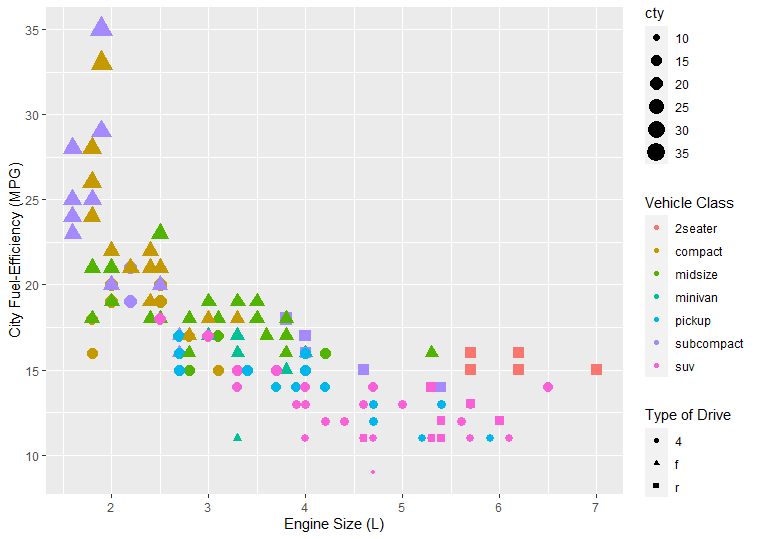 cty
10
15
20
25
30
35
Vehicle Class
2seater
compact
midsize
minivan
pickup
subcompact
suv
Type of Drive
4
f
r
City Fuel-Efficiency (MPG)
35
30
25
20
15
10
2 3 4 5 6 7
Engine Size (L)